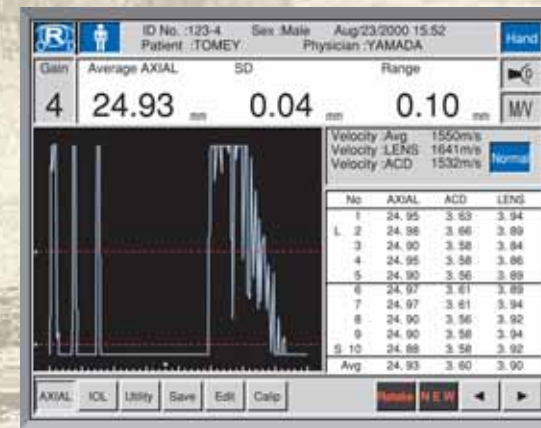 R ID No. :123-4 Sex :Male Aug/23/2000 15:52 Hand
Patient :TOMEY Physician :YAMADA
Gain Average AXIAL SD Range
4 24.93 mm 0.04 mm 0.10 mm M/V
Velocity :Avg 1550m/s
Velocity :LENS 1641m/s Normal
Velocity :ACD 1532m/s
No AXIAL ACD LENS
1 24.95 3.63 3.94
L 2 24.98 3.66 3.89
3 24.90 3.58 3.84
4 24.95 3.58 3.86
5 24.90 3.56 3.89
6 24.97 3.61 3.89
7 24.97 3.61 3.94
8 24.90 3.56 3.92
9 24.90 3.58 3.94
S 10 24.88 3.58 3.92
Avg 24.93 3.60 3.90
AXIAL IOL Utility Save Edit Calip Retake NEW